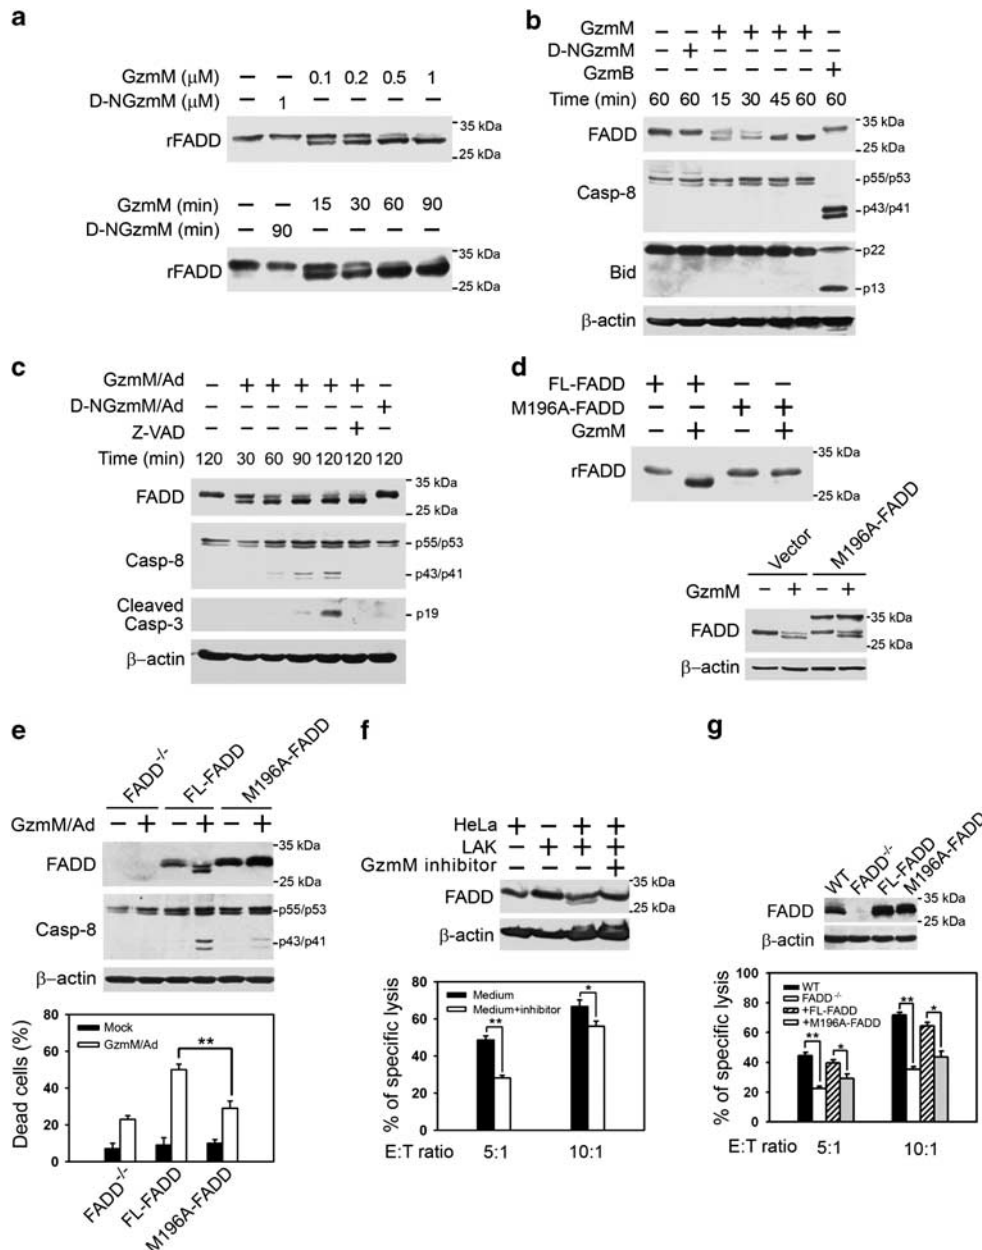 a
GzmM (μM) – – 0.1 0.2 0.5 1
D-NGzmM (μM) – 1 – – – –
rFADD
35 kDa
25 kDa
GzmM (min) – – 15 30 60 90
D-NGzmM (min) – 90 – – – –
rFADD
35 kDa
25 kDa
b
GzmM – – + + + + –
D-NGzmM – + – – – – –
GzmB – – – – – – +
Time (min) 60 60 15 30 45 60 60
FADD
35 kDa
25 kDa
Casp-8
p55/p53
p43/p41
Bid
p22
p13
β-actin
c
GzmM/Ad – + + + + + –
D-NGzmM/Ad – – – – – – +
Z-VAD – – – – – + –
Time (min) 120 30 60 90 120 120 120
FADD
35 kDa
25 kDa
Casp-8
p55/p53
p43/p41
Cleaved
Casp-3
p19
β–actin
d
FL-FADD + + – –
M196A-FADD – – + +
GzmM – + – +
rFADD
35 kDa
25 kDa
Vector M196A-FADD
GzmM – + – +
FADD
35 kDa
25 kDa
β-actin
e
FADD-/- FL-FADD M196A-FADD
GzmM/Ad – + – + – +
FADD
35 kDa
25 kDa
Casp-8
p55/p53
p43/p41
β–actin
Dead cells (%)
80
60
40
20
0
Mock
GzmM/Ad
**
FADD-/- FL-FADD M196A-FADD
f
HeLa + – + +
LAK – + + +
GzmM inhibitor – – – +
FADD
35 kDa
25 kDa
β-actin
% of specific lysis
80
60
40
20
0
Medium
Medium+inhibitor
** *
E:T ratio 5:1 10:1
g
WT FADD-/- FL-FADD M196A-FADD
FADD
35 kDa
25 kDa
β-actin
% of specific lysis
100
80
60
40
20
0
WT
FADD-/-
+FL-FADD
+M196A-FADD
** * ** *
E:T ratio 5:1 10:1